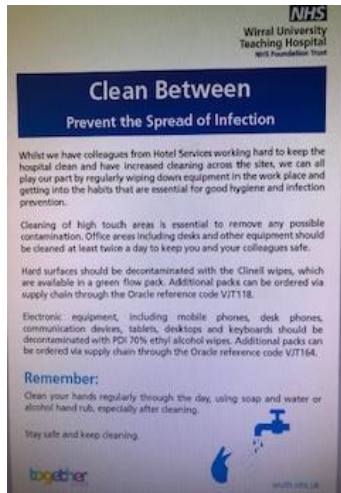 NHS
Wirral University
Teaching Hospital
NHS Foundation Trust
Clean Between
Prevent the Spread of Infection
Whilst we have colleagues from Hotel Services working hard to keep the
hospital clean and have increased cleaning across the sites, we can all
play our part by regularly wiping down equipment in the work place and
getting into the habits that are essential for good hygiene and infection
prevention.
Cleaning of high touch areas is essential to remove any possible
contamination. Office areas including desks and other equipment should
be cleaned at least twice a day to keep you and your colleagues safe.
Hard surfaces should be decontaminated with the Clinell wipes, which
are available in a green flow pack. Additional packs can be ordered via
supply chain through the Oracle reference code VJT118.
Electronic equipment, including mobile phones, desk phones,
communication devices, tablets, desktops and keyboards should be
decontaminated with PDI 70% ethyl alcohol wipes. Additional packs can
be ordered via supply chain through the Oracle reference code VJT164.
Remember:
Clean your hands regularly through the day, using soap and water or
alcohol hand rub, especially after cleaning.
Stay safe and keep cleaning.
together
wuth.nhs.uk